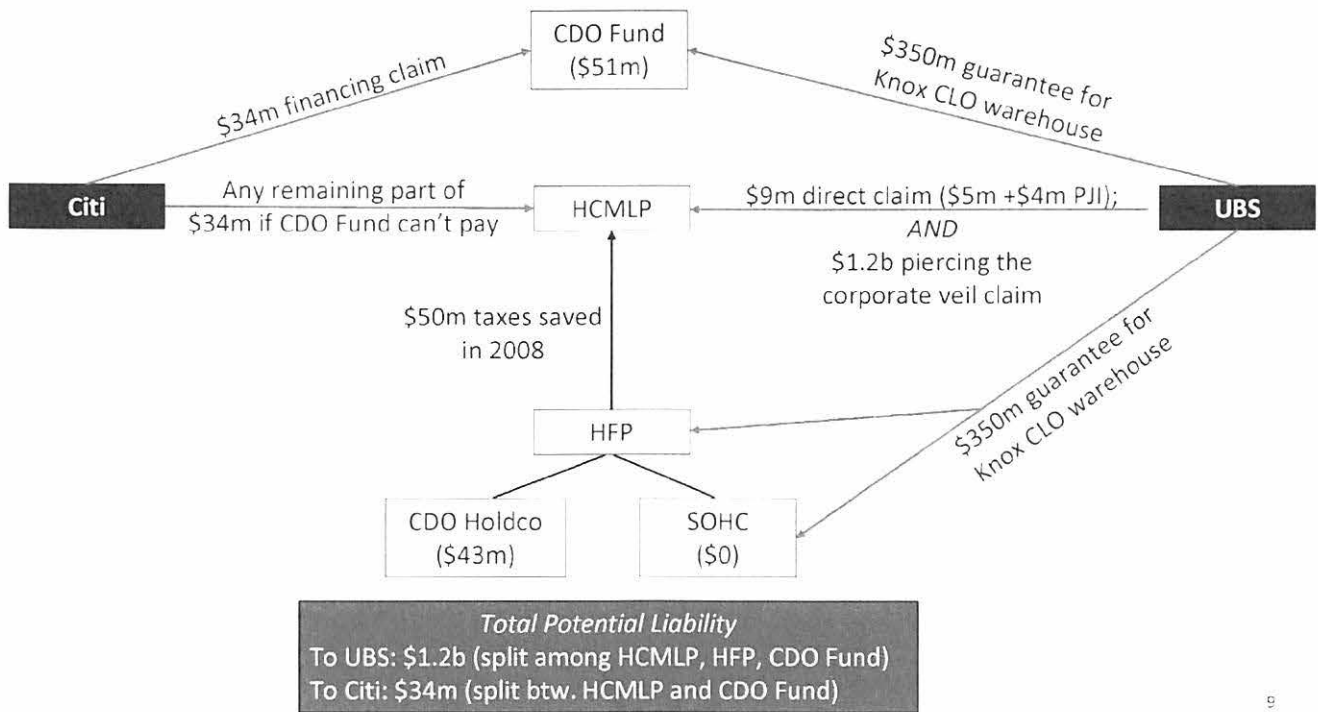 CDO Fund
($51m)
$34m financing claim
$350m guarantee for
Knox CLO warehouse
Citi
Any remaining part of
$34m if CDO Fund can't pay
HCMLP
$9m direct claim ($5m +$4m PJI);
AND
$1.2b piercing the
corporate veil claim
UBS
$50m taxes saved
in 2008
HFP
$350m guarantee for
Knox CLO warehouse
CDO Holdco
($43m)
SOHC
($0)
Total Potential Liability
To UBS: $1.2b (split among HCMLP, HFP, CDO Fund)
To Citi: $34m (split btw. HCMLP and CDO Fund)
9